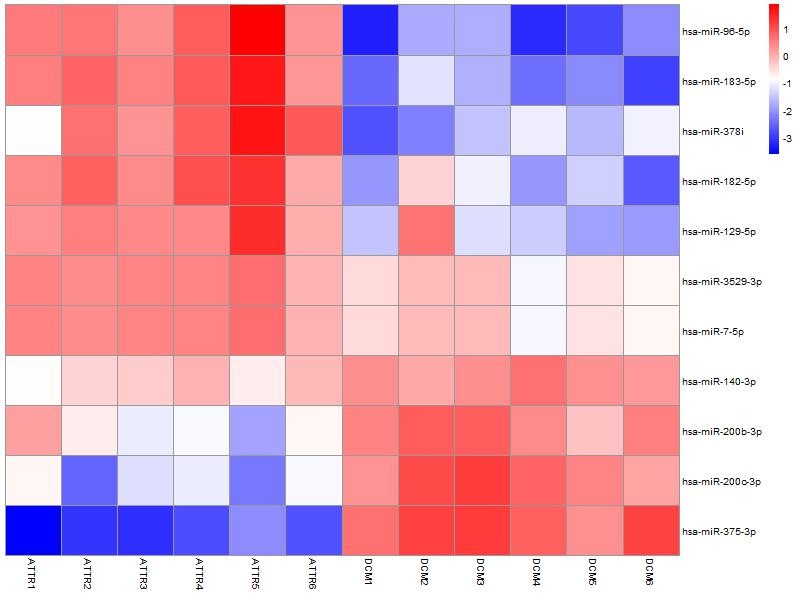 hsa-miR-96-5p
1
0
-1
-2
-3
hsa-miR-183-5p
hsa-miR-378i
hsa-miR-182-5p
hsa-miR-129-5p
hsa-miR-3529-3p
hsa-miR-7-5p
hsa-miR-140-3p
hsa-miR-200b-3p
hsa-miR-200c-3p
hsa-miR-375-3p
ATTR1
ATTR2
ATTR3
ATTR4
ATTR5
ATTR6
DCM1
DCM2
DCM3
DCM4
DCM5
DCM6